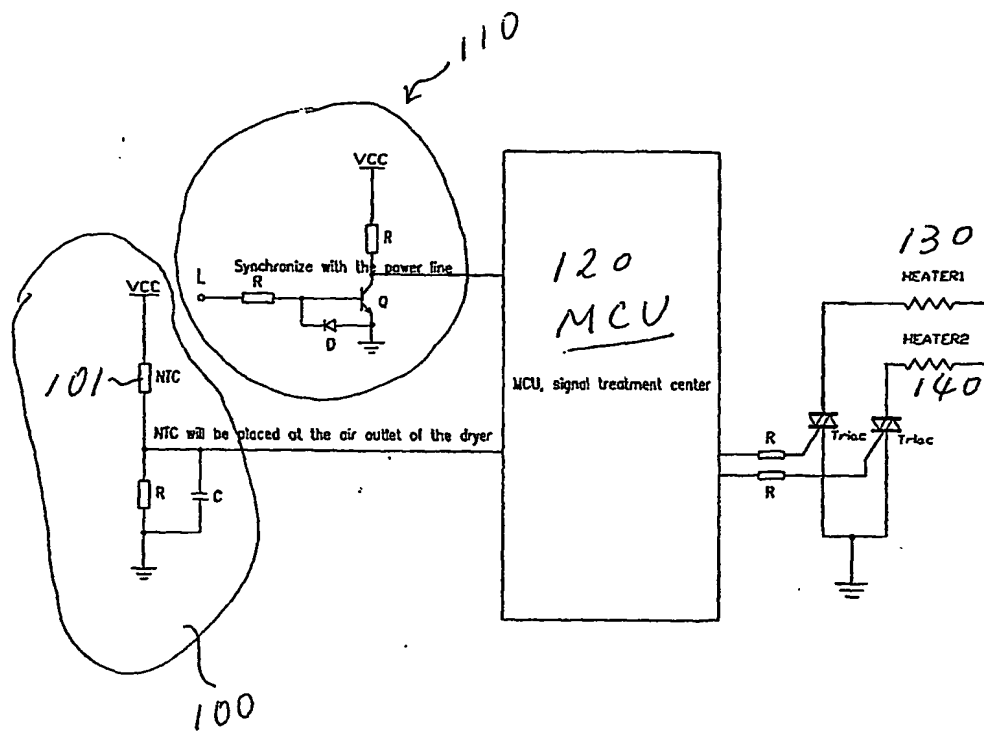 110
VCC
R
Synchronize with the power line
L
R
Q
D
VCC
101
NTC
NTC will be placed at the air outlet of the dryer
R
C
100
120
MCU
MCU, signal treatment center
130
HEATER1
HEATER2
140
Triac
Triac
R
R